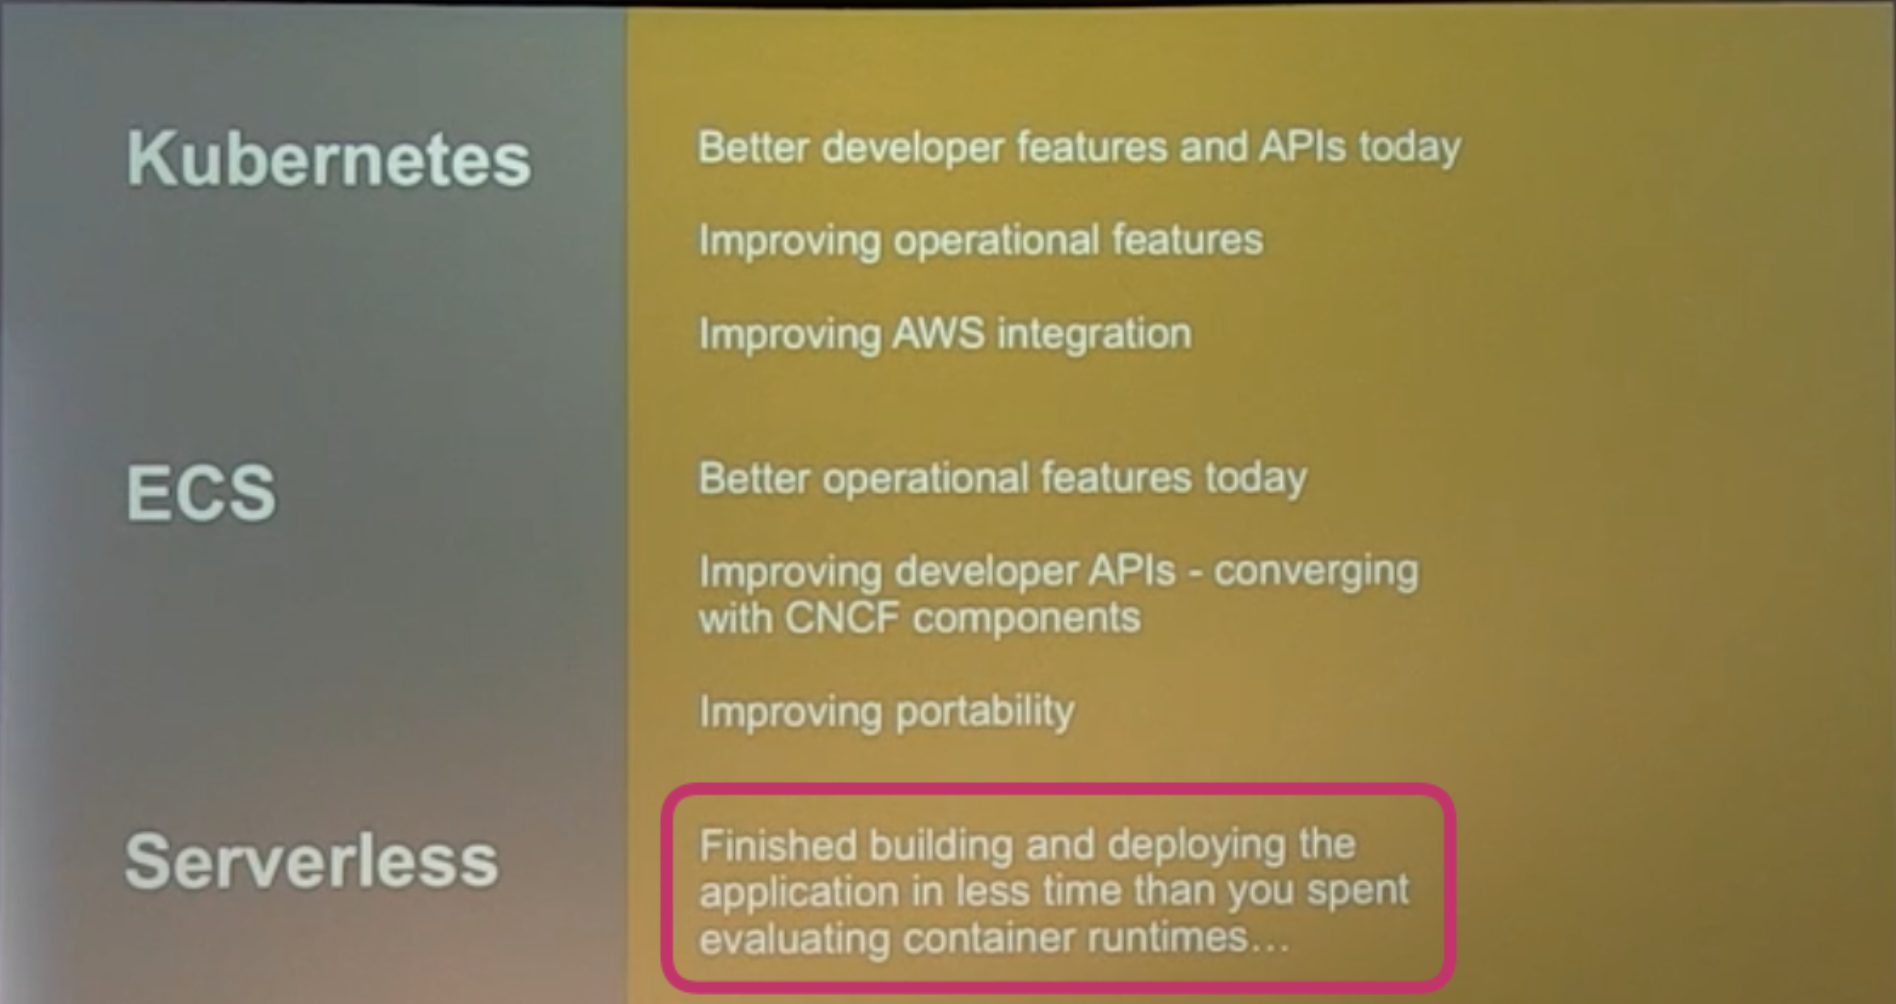 Kubernetes
Better developer features and APIs today
Improving operational features
Improving AWS integration
ECS
Better operational features today
Improving developer APIs - converging
with CNCF components
Improving portability
Serverless
Finished building and deploying the
application in less time than you spent
evaluating container runtimes…